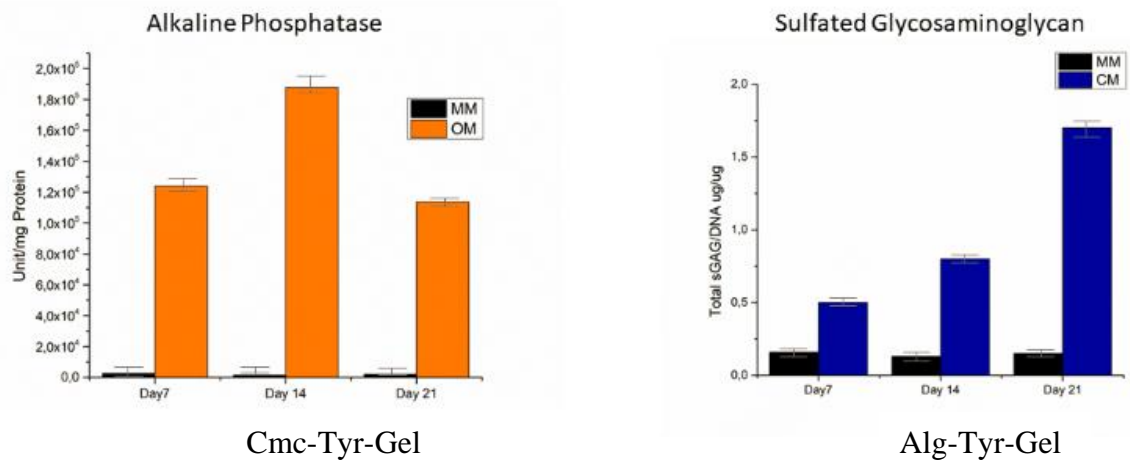 Alkaline Phosphatase
MM
OM
Unit/mg Protein
2,0x10⁵
1,8x10⁵
1,6x10⁵
1,4x10⁵
1,2x10⁵
1,0x10⁵
8,0x10⁴
6,0x10⁴
4,0x10⁴
2,0x10⁴
0,0
Day7
Day 14
Day 21
Cmc-Tyr-Gel
Sulfated Glycosaminoglycan
MM
CM
Total sGAG/DNA ug/ug
2,0
1,5
1,0
0,5
0,0
Day7
Day 14
Day 21
Alg-Tyr-Gel